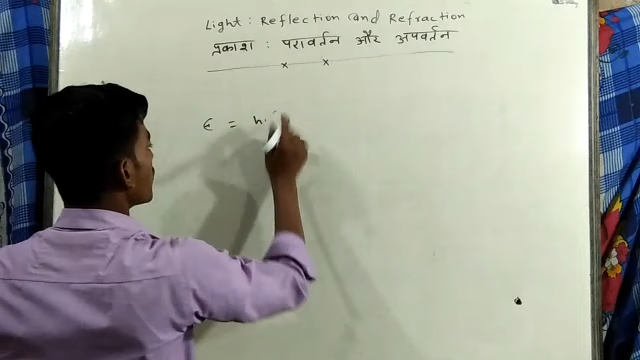 Light : Reflection and Refraction
प्रकाश : परावर्तन और अपवर्तन
E = h